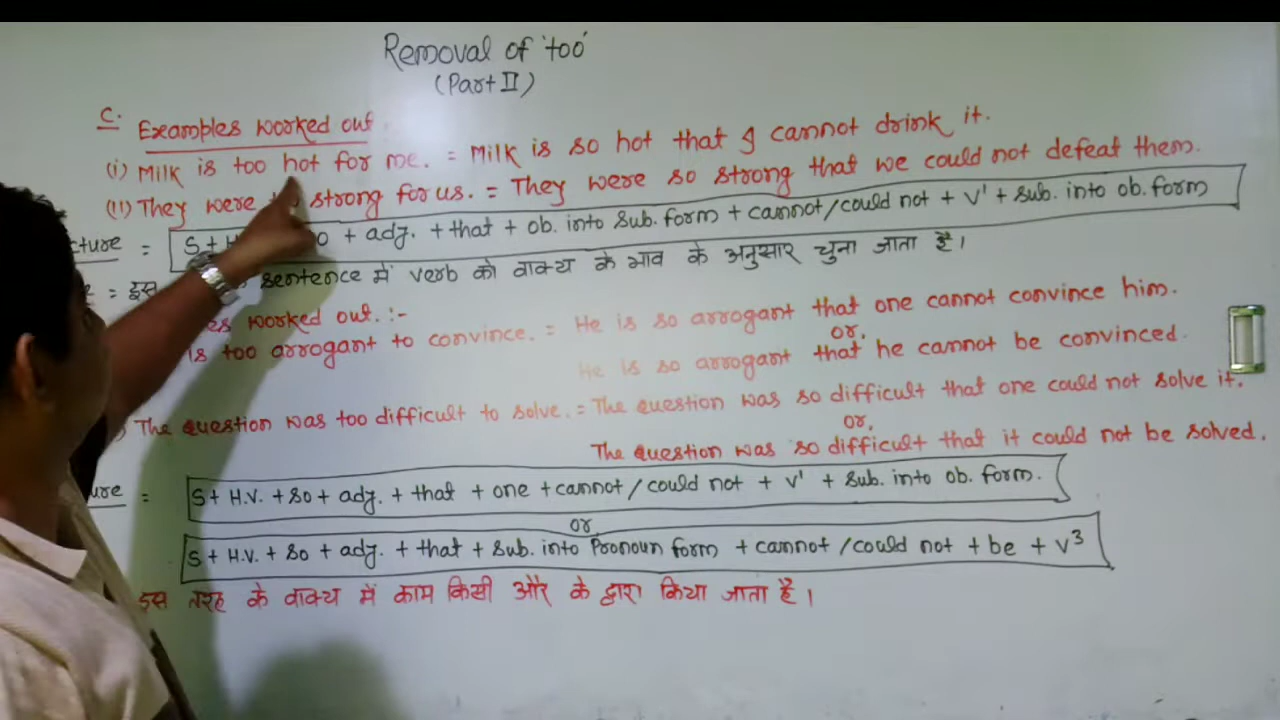 Removal of 'too'
(Part II)
C. Examples worked out
(i) Milk is too hot for me. = Milk is so hot that I cannot drink it.
(ii) They were strong for us. = They were so strong that we could not defeat them.
= S + + adj. + that + ob. into sub. form + cannot/could not + V¹ + sub. into ob. form
= इस sentence में verb को वाक्य के भाव के अनुसार चुना जाता है।
worked out :-
is too arrogant to convince. = He is so arrogant that one cannot convince him.
or,
He is so arrogant that he cannot be convinced.
The question was too difficult to solve. = The question was so difficult that one could not solve it.
or,
The question was so difficult that it could not be solved.
= S + H.V. + so + adj. + that + one + cannot/could not + V¹ + sub. into ob. form.
or
S + H.V. + so + adj. + that + sub. into Pronoun form + cannot/could not + be + V³
इस तरह के वाक्य में काम किसी और के द्वारा किया जाता है।